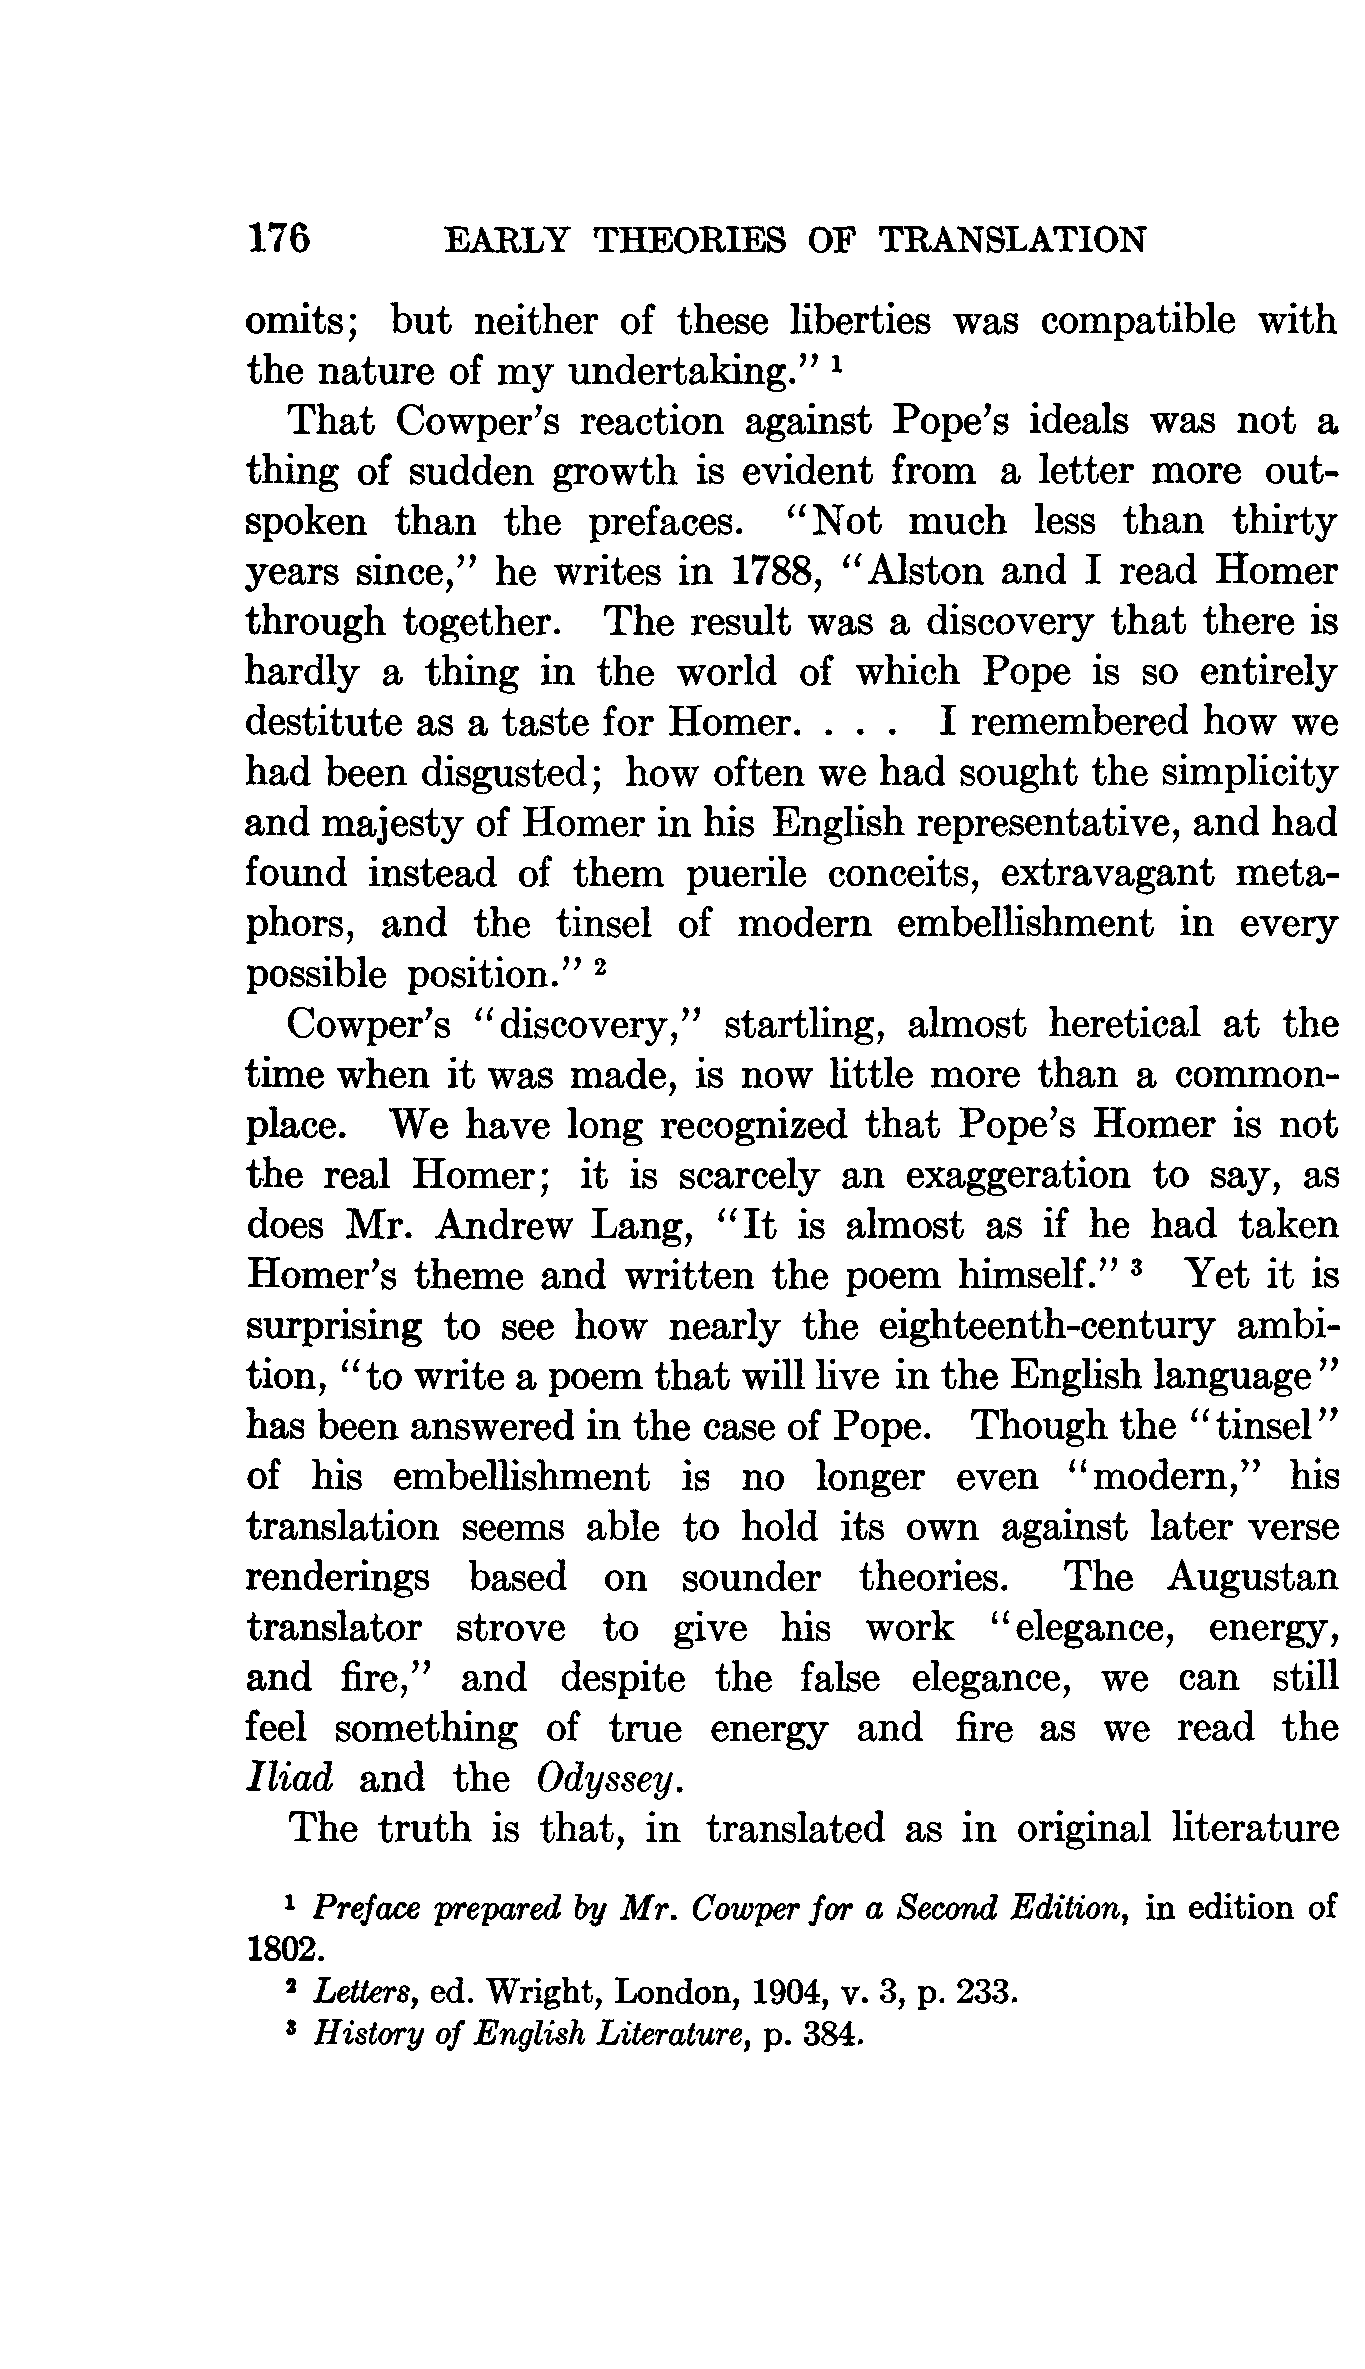 176 EARLY THEORIES OF TRANSLATION
omits; but neither of these liberties was compatible with
the nature of my undertaking." ¹
That Cowper's reaction against Pope's ideals was not a
thing of sudden growth is evident from a letter more out-
spoken than the prefaces. "Not much less than thirty
years since," he writes in 1788, "Alston and I read Homer
through together. The result was a discovery that there is
hardly a thing in the world of which Pope is so entirely
destitute as a taste for Homer. . . . I remembered how we
had been disgusted; how often we had sought the simplicity
and majesty of Homer in his English representative, and had
found instead of them puerile conceits, extravagant meta-
phors, and the tinsel of modern embellishment in every
possible position." ²
Cowper's "discovery," startling, almost heretical at the
time when it was made, is now little more than a common-
place. We have long recognized that Pope's Homer is not
the real Homer; it is scarcely an exaggeration to say, as
does Mr. Andrew Lang, "It is almost as if he had taken
Homer's theme and written the poem himself." ³ Yet it is
surprising to see how nearly the eighteenth-century ambi-
tion, "to write a poem that will live in the English language"
has been answered in the case of Pope. Though the "tinsel"
of his embellishment is no longer even "modern," his
translation seems able to hold its own against later verse
renderings based on sounder theories. The Augustan
translator strove to give his work "elegance, energy,
and fire," and despite the false elegance, we can still
feel something of true energy and fire as we read the
Iliad and the Odyssey.
The truth is that, in translated as in original literature
¹ Preface prepared by Mr. Cowper for a Second Edition, in edition of
1802.
² Letters, ed. Wright, London, 1904, v. 3, p. 233.
³ History of English Literature, p. 384.